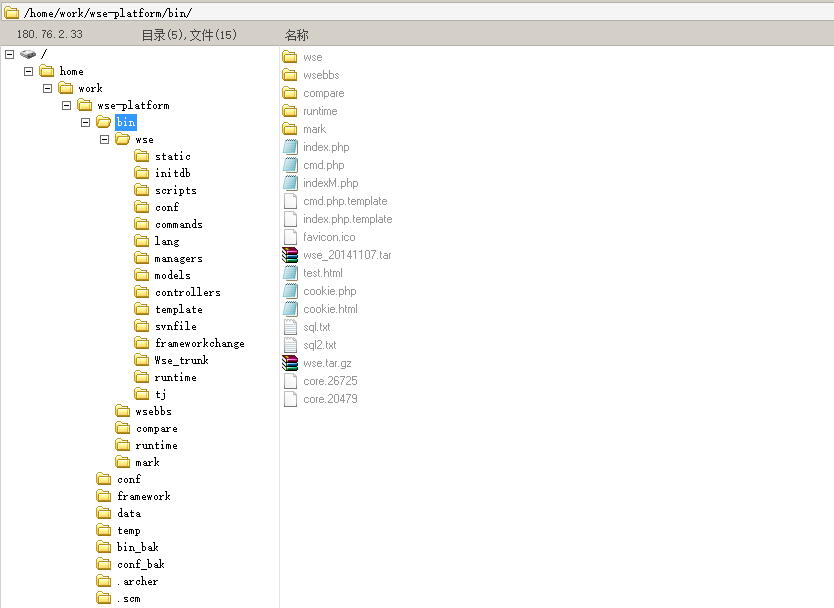 /home/work/wse-platform/bin/
180.76.2.33 目录(5),文件(15) 名称
/
home
work
wse-platform
bin
wse
static
initdb
scripts
conf
commands
lang
managers
models
controllers
template
svnfile
frameworkchange
Wse_trunk
runtime
tj
wsebbs
compare
runtime
mark
conf
framework
data
temp
bin_bak
conf_bak
.archer
.scm
wse
wsebbs
compare
runtime
mark
index.php
cmd.php
indexM.php
cmd.php.template
index.php.template
favicon.ico
wse_20141107.tar
test.html
cookie.php
cookie.html
sql.txt
sql2.txt
wse.tar.gz
core.26725
core.20479